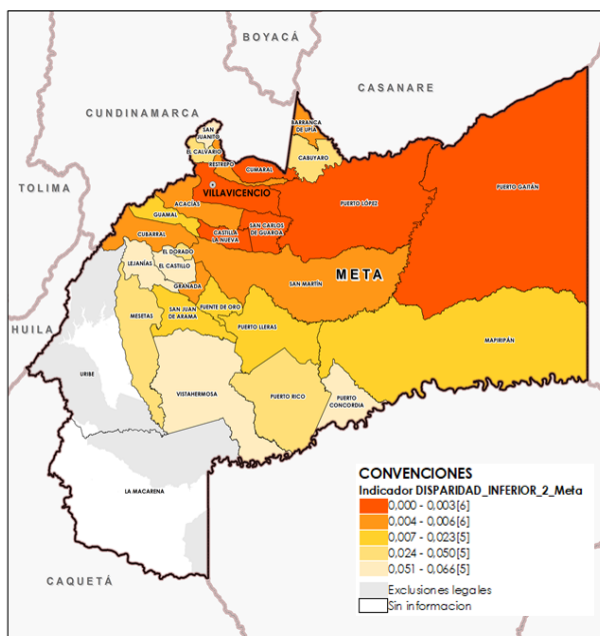 BOYACÁ
CASANARE
CUNDINAMARCA
SAN
JUANITO
EL CALVARIO
BARRANCA
DE UPÍA
CABUYARO
RESTREPO
CUMARAL
TOLIMA
VILLAVICENCIO
PUERTO GAITÁN
PUERTO LÓPEZ
ACACÍAS
GUAMAL
CASTILLA
LA NUEVA
SAN CARLOS
DE GUAROA
CUBARRAL
EL DORADO
LEJANÍAS
EL CASTILLO
META
SAN MARTÍN
GRANADA
HUILA
MESETAS
SAN JUAN
DE ARAMA
FUENTE DE ORO
PUERTO LLERAS
MAPIRIPÁN
URIBE
VISTAHERMOSA
PUERTO RICO
PUERTO
CONCORDIA
LA MACARENA
CAQUETÁ
CONVENCIONES
Indicador DISPARIDAD_INFERIOR_2_Meta
0,000 - 0,003[6]
0,004 - 0,006[6]
0,007 - 0,023[5]
0,024 - 0,050[5]
0,051 - 0,066[5]
Exclusiones legales
Sin informacion